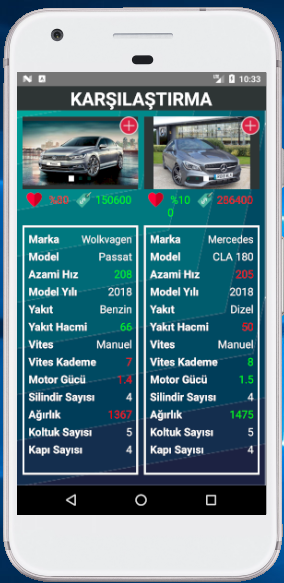 10:33
KARŞILAŞTIRMA
%20 150600
%100 256400
Marka Wolkvagen
Model Passat
Azami Hız 208
Model Yılı 2018
Yakıt Benzin
Yakıt Hacmi 66
Vites Manuel
Vites Kademe 7
Motor Gücü 1.4
Silindir Sayısı 4
Ağırlık 1367
Koltuk Sayısı 5
Kapı Sayısı 4
Marka Mercedes
Model CLA 180
Azami Hız 205
Model Yılı 2018
Yakıt Dizel
Yakıt Hacmi 50
Vites Manuel
Vites Kademe 8
Motor Gücü 1.5
Silindir Sayısı 4
Ağırlık 1475
Koltuk Sayısı 5
Kapı Sayısı 4